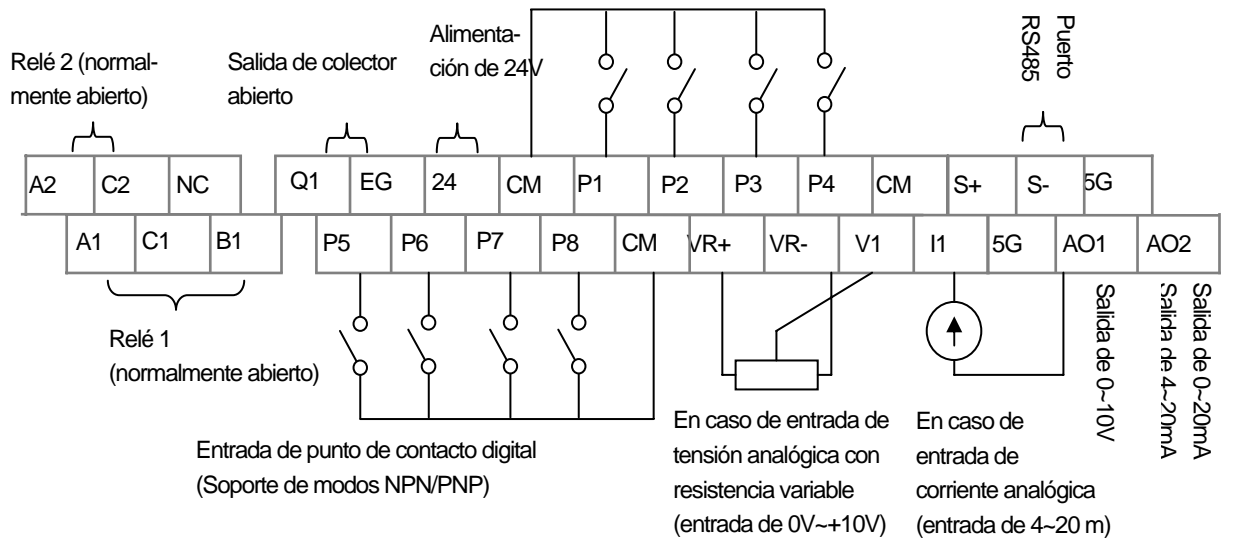 Relé 2 (normal-
mente abierto)
Salida de colector
abierto
Alimenta-
ción de 24V
Puerto
RS485
A2 C2 NC Q1 EG 24 CM P1 P2 P3 P4 CM S+ S- 5G
A1 C1 B1 P5 P6 P7 P8 CM VR+ VR- V1 I1 5G AO1 AO2
Relé 1
(normalmente abierto)
Entrada de punto de contacto digital
(Soporte de modos NPN/PNP)
En caso de entrada de
tensión analógica con
resistencia variable
(entrada de 0V~+10V)
En caso de
entrada de
corriente analógica
(entrada de 4~20 m)
Salida de 0~10V
Salida de 0~20mA
Salida de 4~20mA